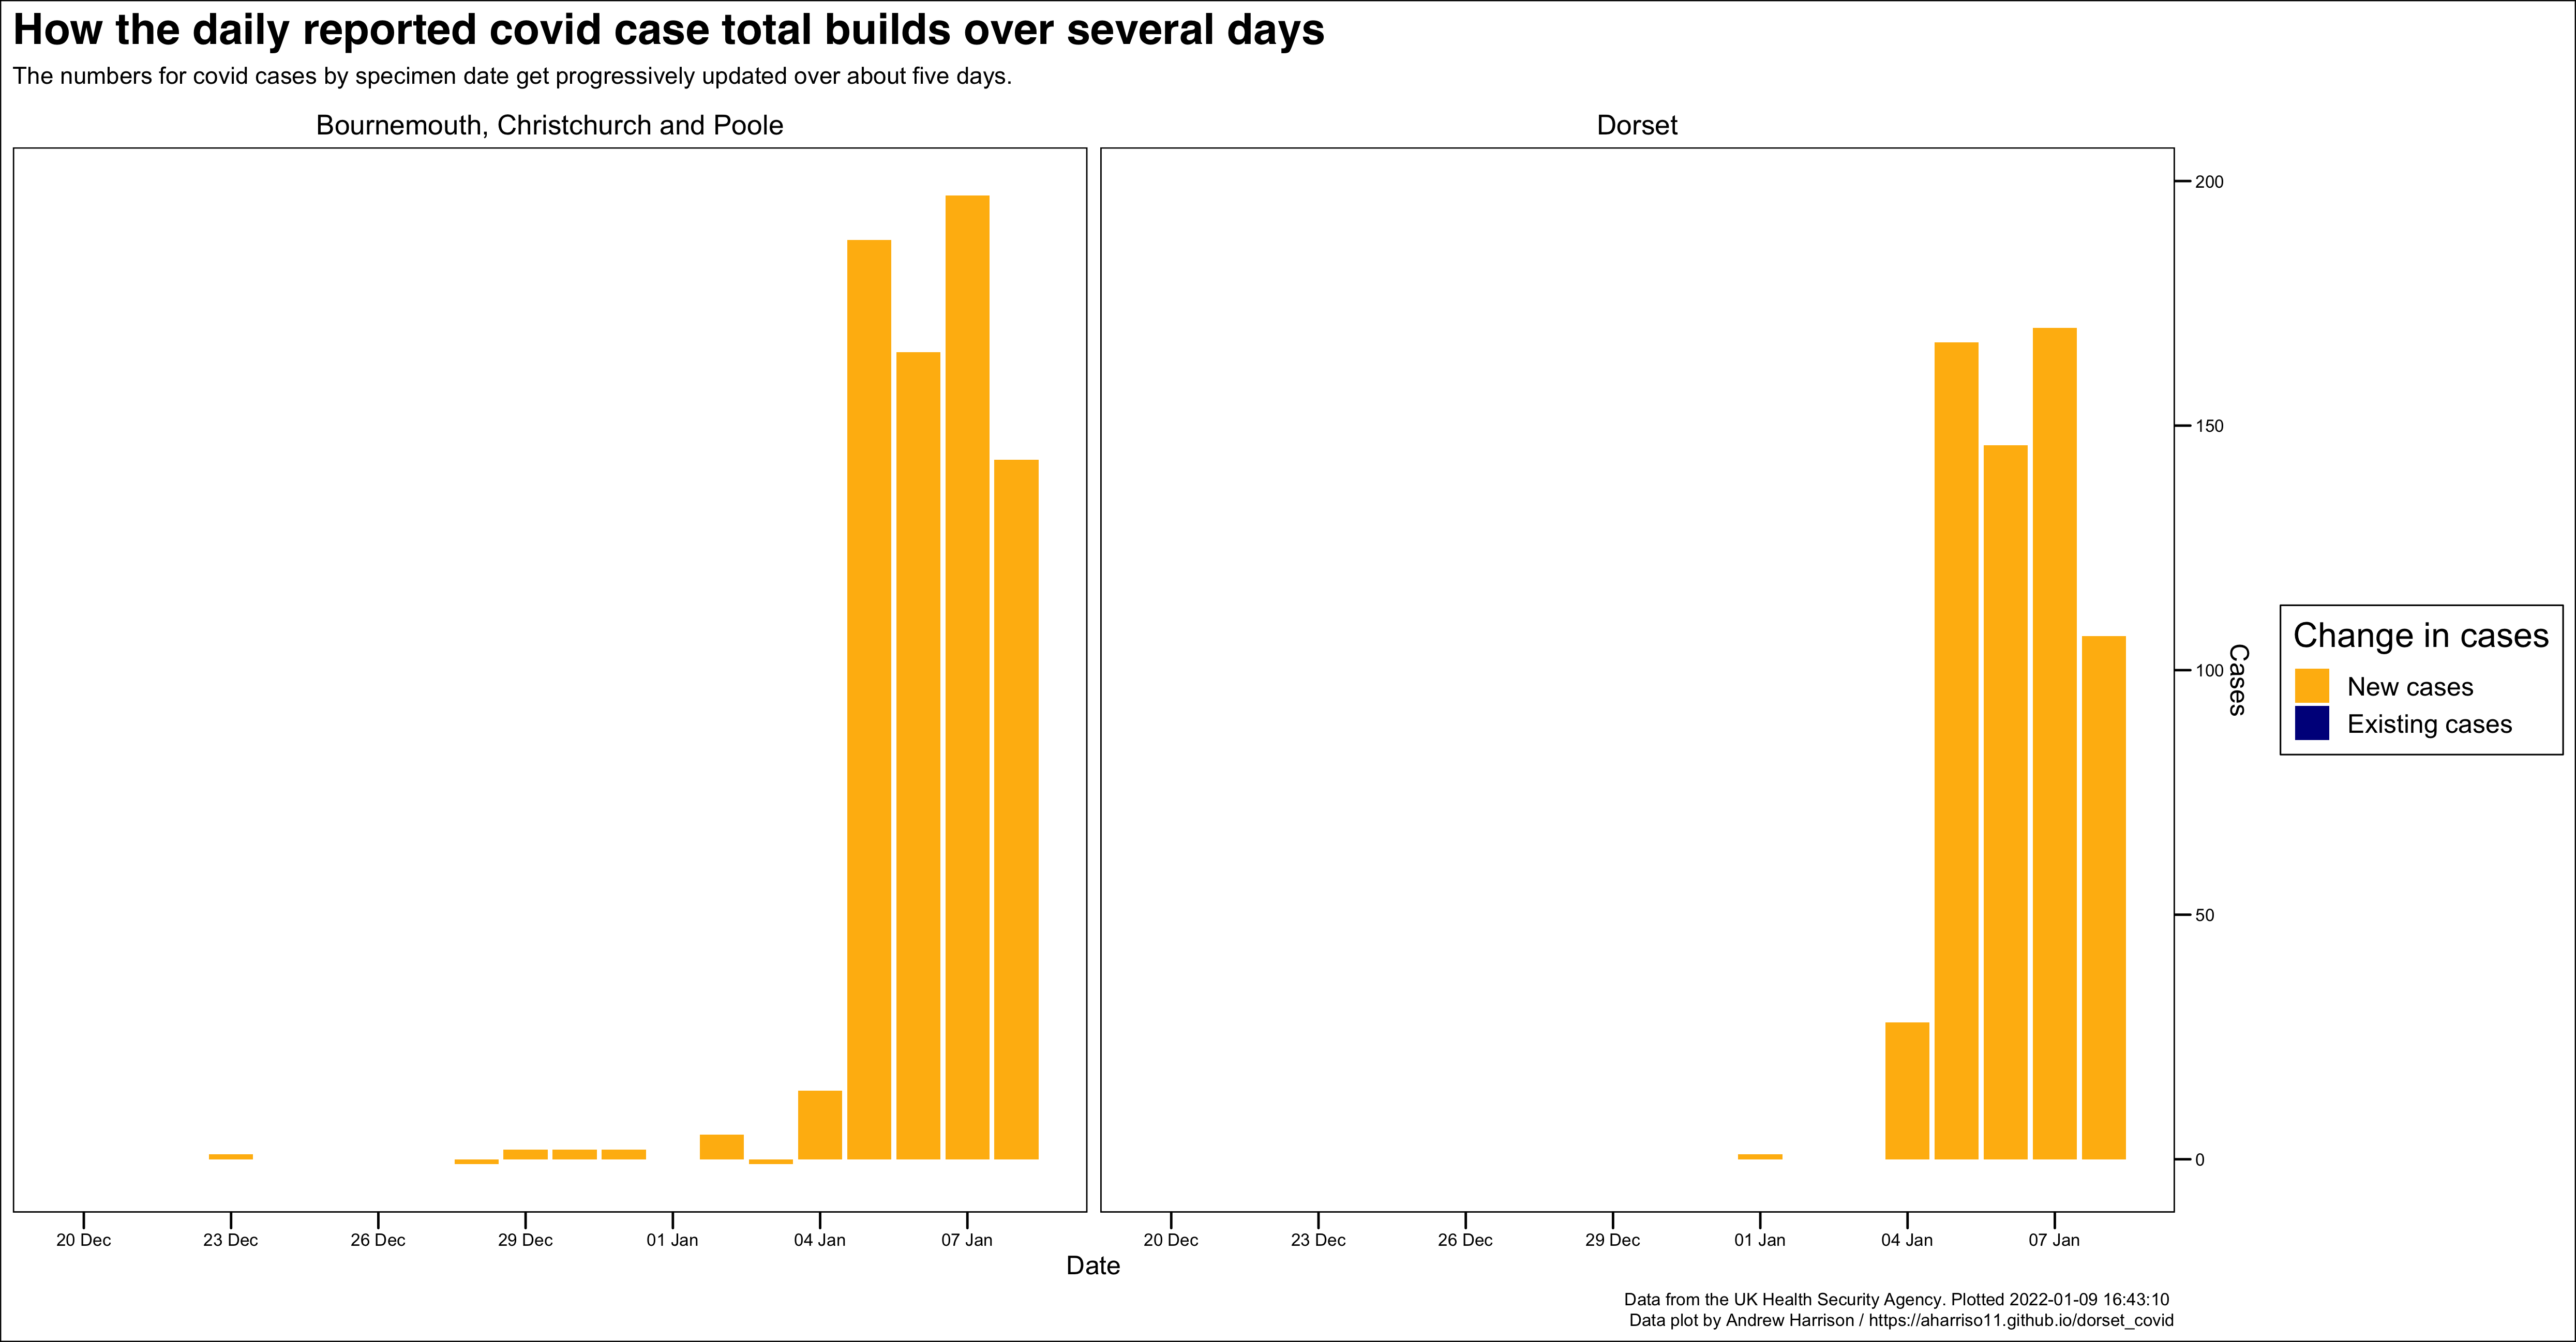 How the daily reported covid case total builds over several days
The numbers for covid cases by specimen date get progressively updated over about five days.
Bournemouth, Christchurch and Poole
Dorset
200
150
100
50
0
Cases
Change in cases
New cases
Existing cases
20 Dec 23 Dec 26 Dec 29 Dec 01 Jan 04 Jan 07 Jan
20 Dec 23 Dec 26 Dec 29 Dec 01 Jan 04 Jan 07 Jan
Date
Data from the UK Health Security Agency. Plotted 2022-01-09 16:43:10
Data plot by Andrew Harrison / https://aharriso11.github.io/dorset_covid